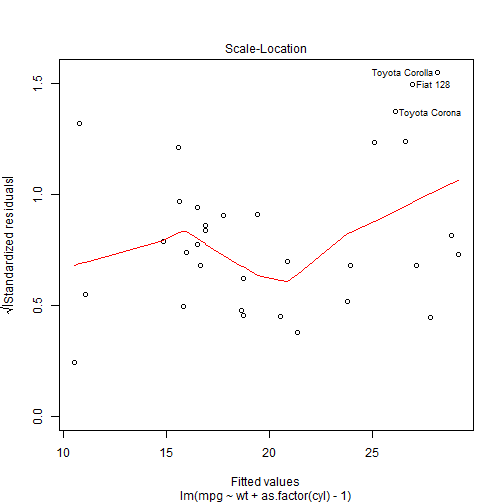 Scale-Location
Toyota Corolla
Fiat 128
Toyota Corona
1.5
1.0
0.5
0.0
√|Standardized residuals|
10 15 20 25
Fitted values
lm(mpg ~ wt + as.factor(cyl) - 1)